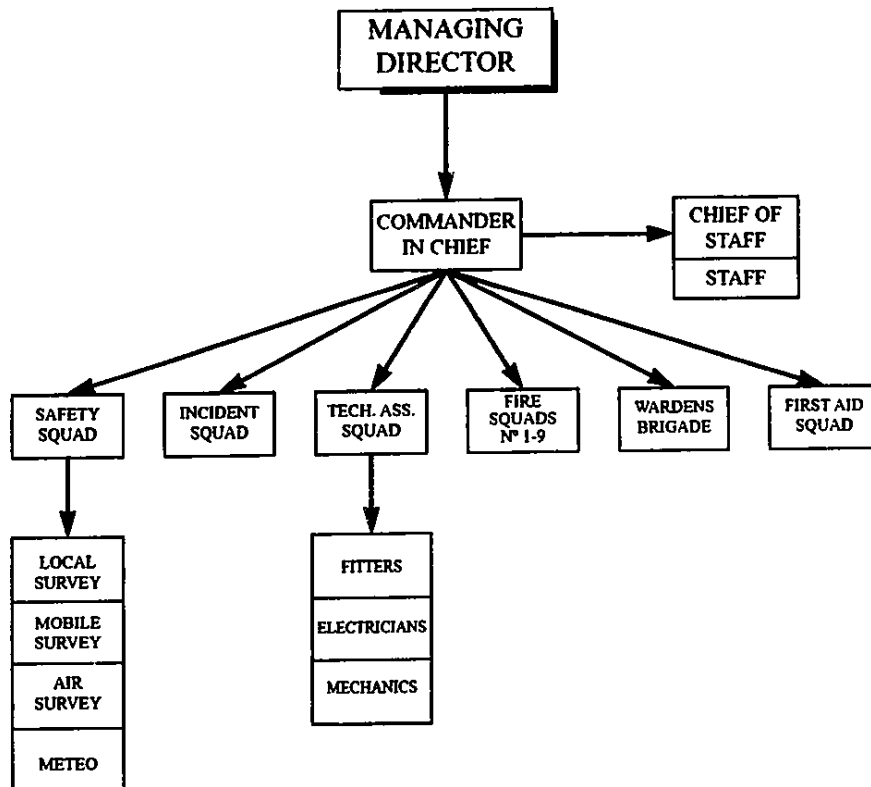 MANAGING
DIRECTOR
COMMANDER
IN CHIEF
CHIEF OF
STAFF
STAFF
SAFETY
SQUAD
INCIDENT
SQUAD
TECH. ASS.
SQUAD
FIRE
SQUADS
Nº 1-9
WARDENS
BRIGADE
FIRST AID
SQUAD
LOCAL
SURVEY
MOBILE
SURVEY
AIR
SURVEY
METEO
FITTERS
ELECTRICIANS
MECHANICS